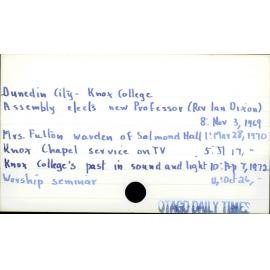 Dunedin City - Knox College
Assembly elects new Professor (Rev Ian Dixon)
8: Nov 3, 1969
Mrs. Fulton warden of Salmond Hall 1: Mar 28, 1970
Knox Chapel service on TV 5: Jl 17, "
Knox College's past in sound and light 10: Ap 7, 1972
Worship seminar 4: Oct 26, "
OTAGO DAILY TIMES